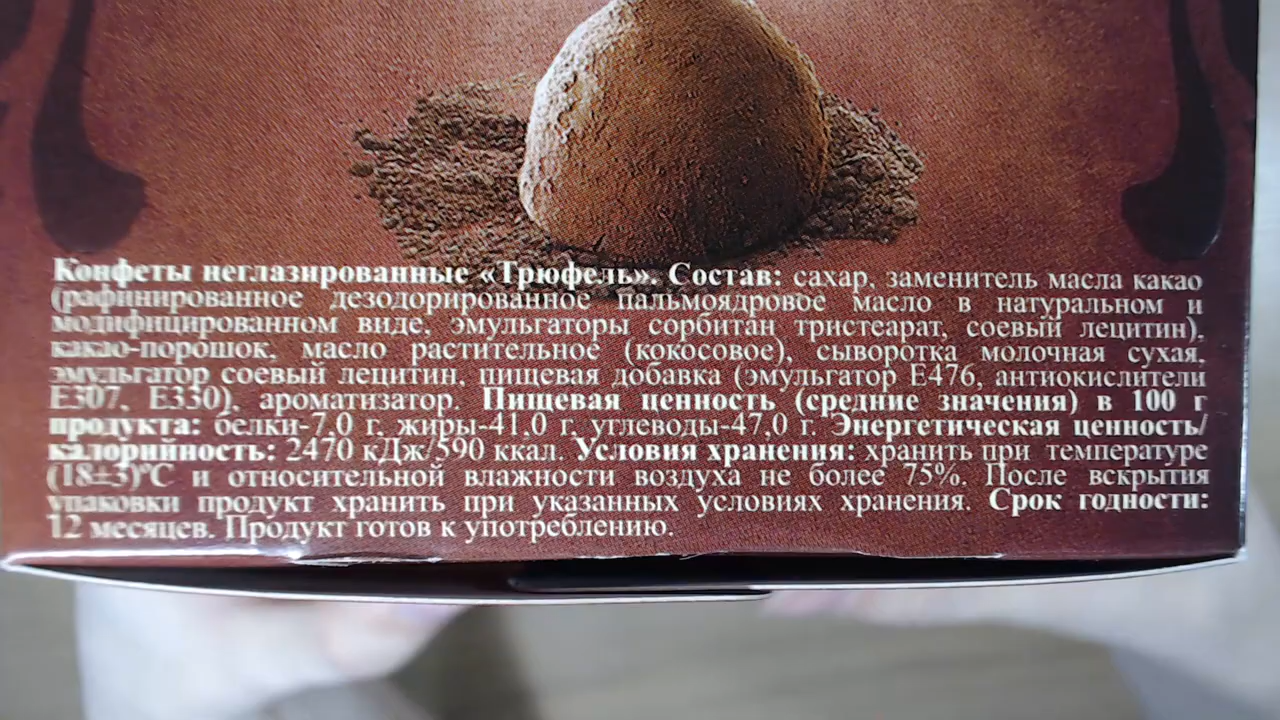 Конфеты неглазированные «Трюфель». Состав: сахар, заменитель масла какао
(рафинированное дезодорированное пальмоядровое масло в натуральном и
модифицированном виде, эмульгаторы сорбитан тристеарат, соевый лецитин),
какао-порошок, масло растительное (кокосовое), сыворотка молочная сухая,
эмульгатор соевый лецитин, пищевая добавка (эмульгатор Е476, антиокислители
Е307, Е330), ароматизатор. Пищевая ценность (средние значения) в 100 г
продукта: белки-7,0 г, жиры-41,0 г, углеводы-47,0 г. Энергетическая ценность/
калорийность: 2470 кДж/590 ккал. Условия хранения: хранить при температуре
(18±3)°С и относительной влажности воздуха не более 75%. После вскрытия
упаковки продукт хранить при указанных условиях хранения. Срок годности:
12 месяцев. Продукт готов к употреблению.